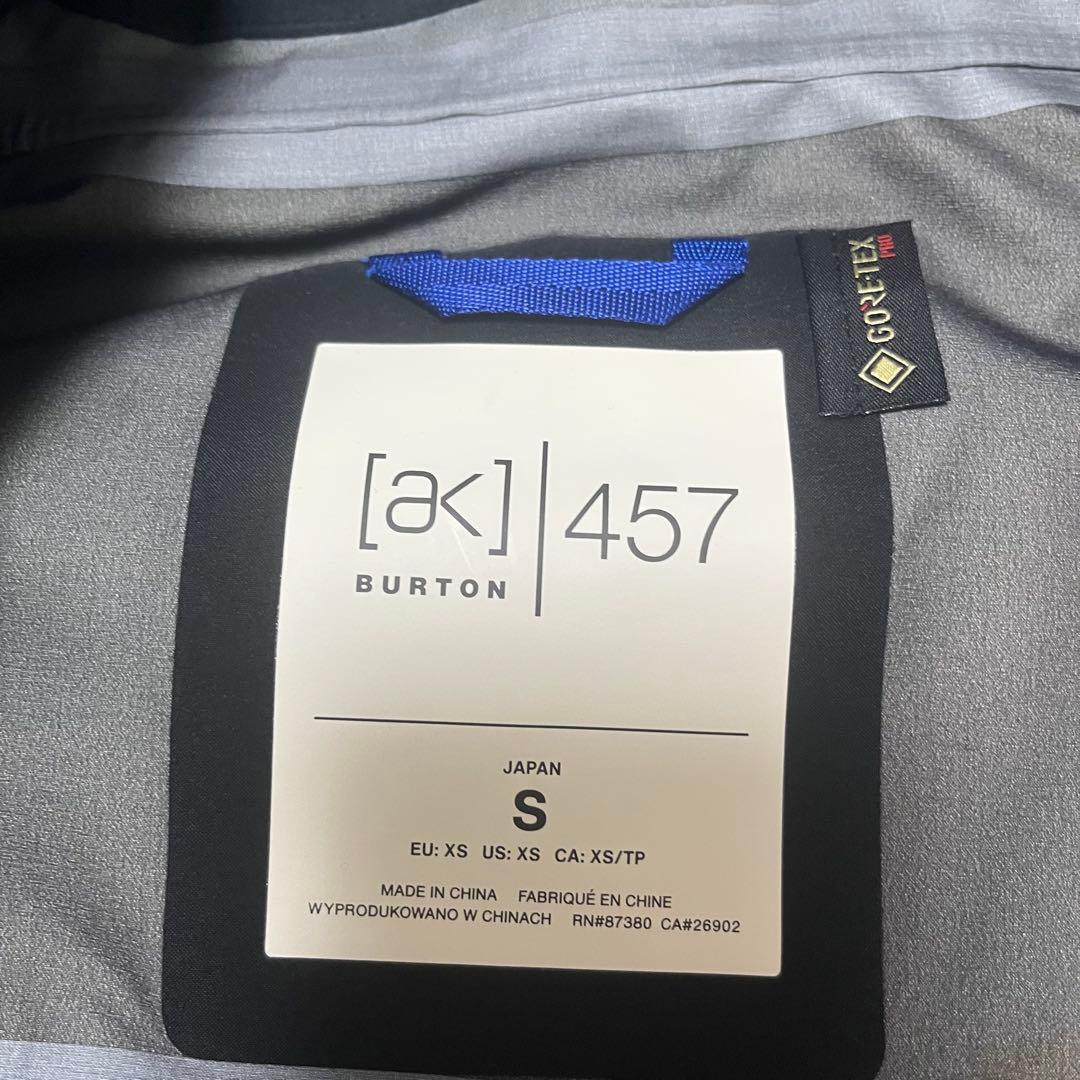 GORE-TEX
PRO
[ak] 457
BURTON
JAPAN
S
EU: XS US: XS CA: XS/TP
MADE IN CHINA FABRIQUÉ EN CHINE
WYPRODUKOWANO W CHINACH RN#87380 CA#26902